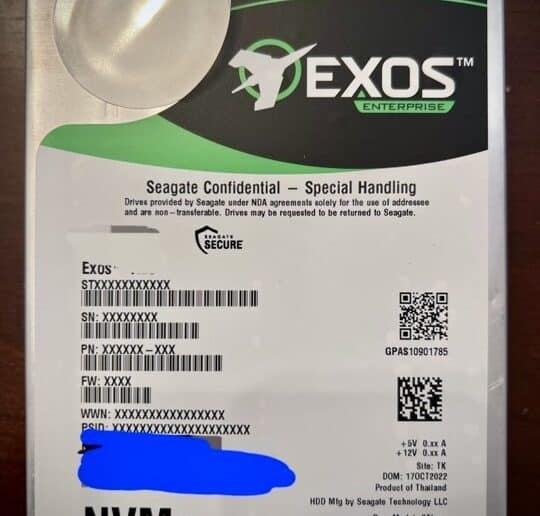 EXOS™
ENTERPRISE
Seagate Confidential – Special Handling
Drives provided by Seagate under NDA agreements solely for the use of addressee
and are non-transferable. Drives may be requested to be returned to Seagate.
SEAGATE
SECURE
Exos
STXXXXXXXXXXX
SN: XXXXXXXX
PN: XXXXXX-XXX
FW: XXXX
WWN: XXXXXXXXXXXXXXXX
PSID: XXXXXXXXXXXXXXXXXXXX
GPAS10901785
+5V 0.xx A
+12V 0.xx A
Site: TK
DOM: 17OCT2022
Product of Thailand
HDD Mfg by Seagate Technology LLC